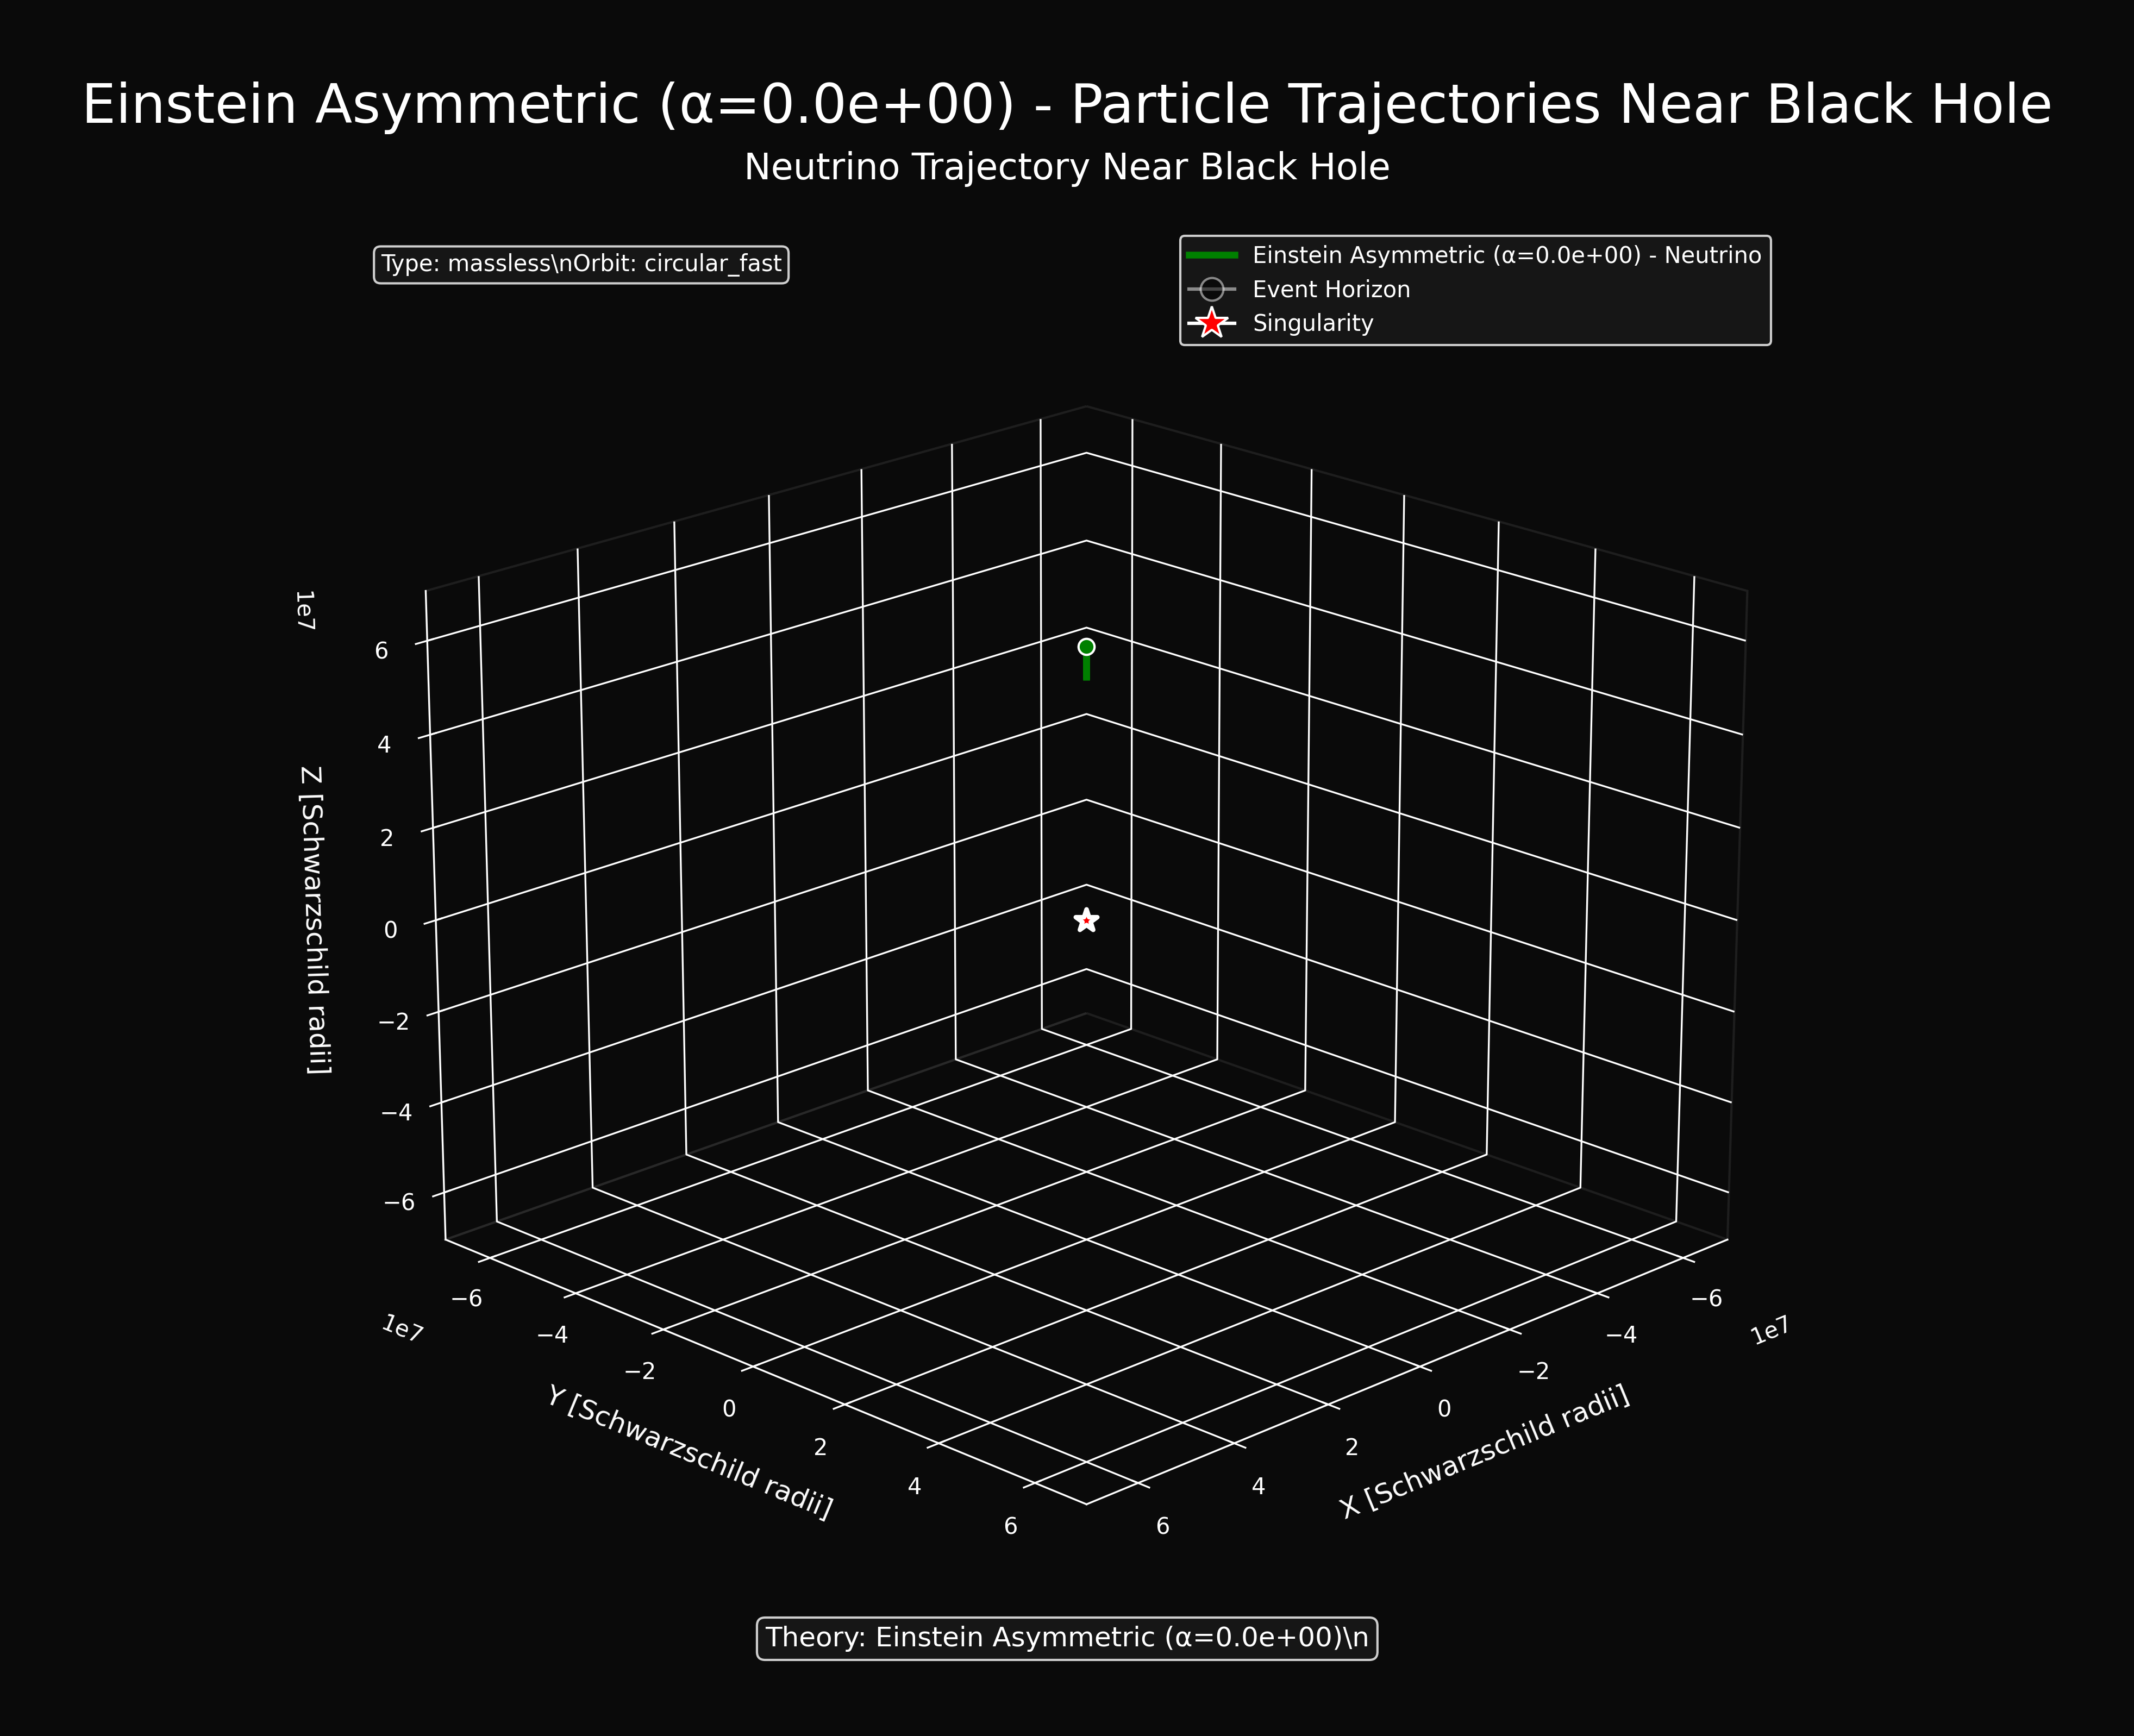 Einstein Asymmetric (α=0.0e+00) - Particle Trajectories Near Black Hole
Neutrino Trajectory Near Black Hole
Type: massless\nOrbit: circular_fast
Einstein Asymmetric (α=0.0e+00) - Neutrino
Event Horizon
Singularity
1e7
6
4
2
0
−2
−4
−6
Z [Schwarzschild radii]
1e7
−6
−4
−2
0
2
4
6
Y [Schwarzschild radii]
6
4
2
0
−2
−4
−6
1e7
X [Schwarzschild radii]
Theory: Einstein Asymmetric (α=0.0e+00)\n